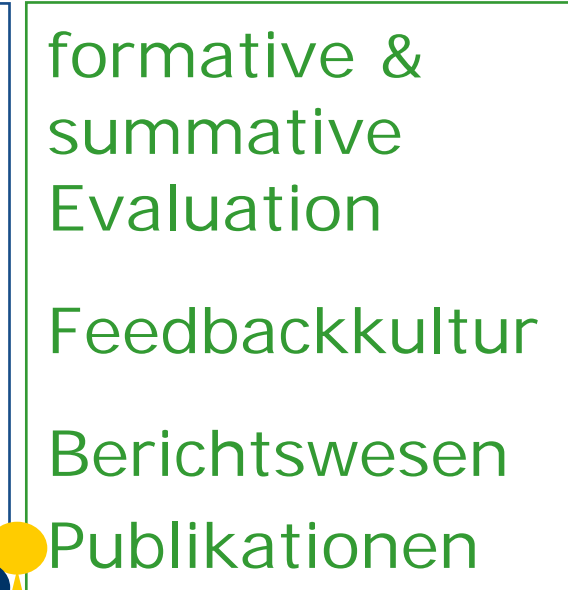 formative &
summative
Evaluation
Feedbackkultur
Berichtswesen
Publikationen